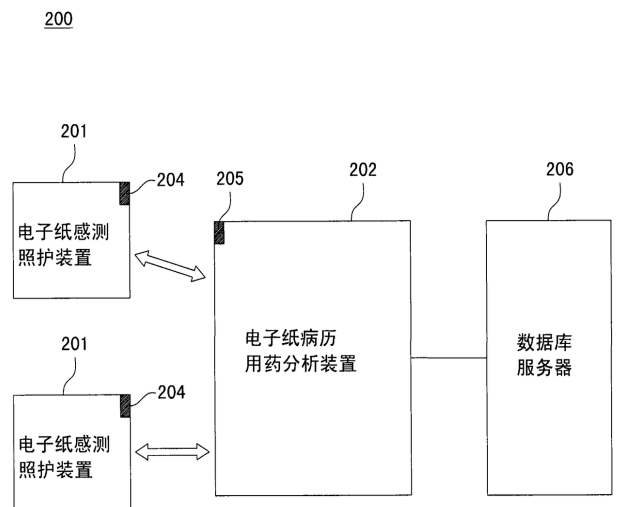 200
201
204
电子纸感测
照护装置
205
202
电子纸病历
用药分析装置
206
数据库
服务器
201
204
电子纸感测
照护装置